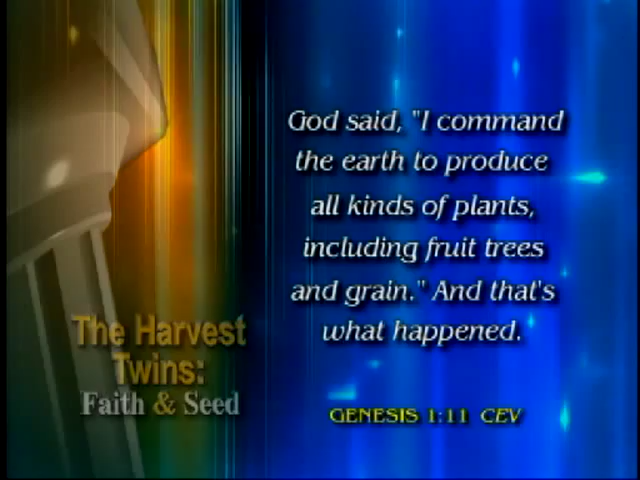 God said, "I command
the earth to produce
all kinds of plants,
including fruit trees
and grain." And that's
what happened.
GENESIS 1:11 CEV
The Harvest
Twins:
Faith & Seed